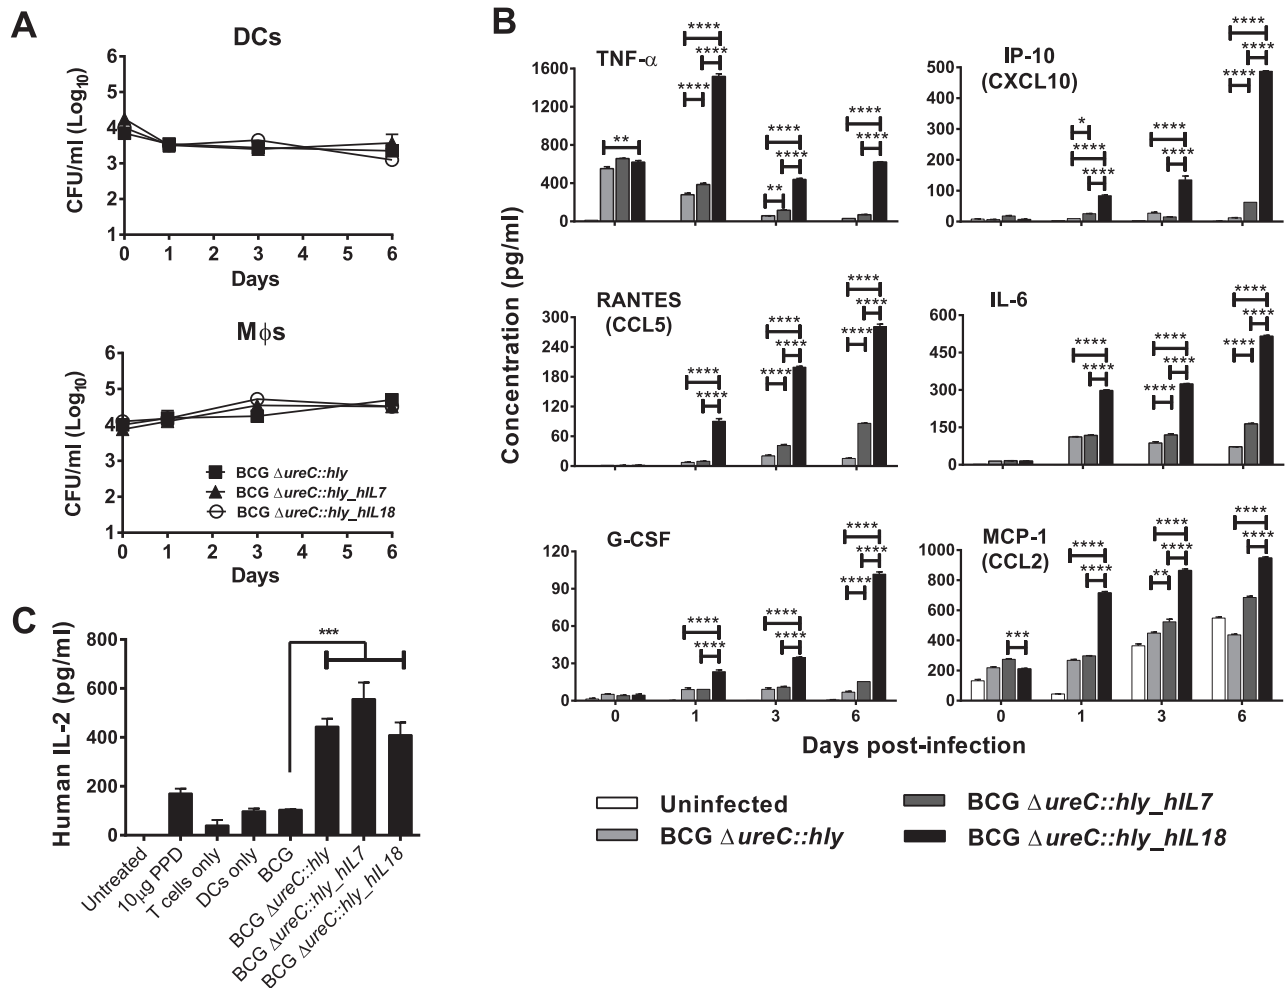 A
DCs
CFU/ml (Log10)
6
5
4
3
2
1
0 1 2 3 4 5 6
Days
Mϕs
CFU/ml (Log10)
6
5
4
3
2
1
BCG ΔureC::hly
BCG ΔureC::hly_hIL7
BCG ΔureC::hly_hIL18
0 1 2 3 4 5 6
Days
B
Concentration (pg/ml)
TNF-α
1600
1200
800
400
0
**
****
****
****
**
****
****
****
****
IP-10
(CXCL10)
500
400
300
200
100
0
*
****
****
****
****
****
****
****
RANTES
(CCL5)
300
240
180
120
60
0
****
****
****
****
****
****
****
****
IL-6
600
450
300
150
0
****
****
****
****
****
****
****
****
G-CSF
120
90
60
30
0
****
****
****
****
****
****
****
0 1 3 6
MCP-1
(CCL2)
1000
800
600
400
200
0
***
****
****
****
****
**
****
****
0 1 3 6
Days post-infection
Uninfected
BCG ΔureC::hly
BCG ΔureC::hly_hIL7
BCG ΔureC::hly_hIL18
C
Human IL-2 (pg/ml)
800
600
400
200
0
***
Untreated
10µg PPD
T cells only
DCs only
BCG
BCG ΔureC::hly
BCG ΔureC::hly_hIL7
BCG ΔureC::hly_hIL18